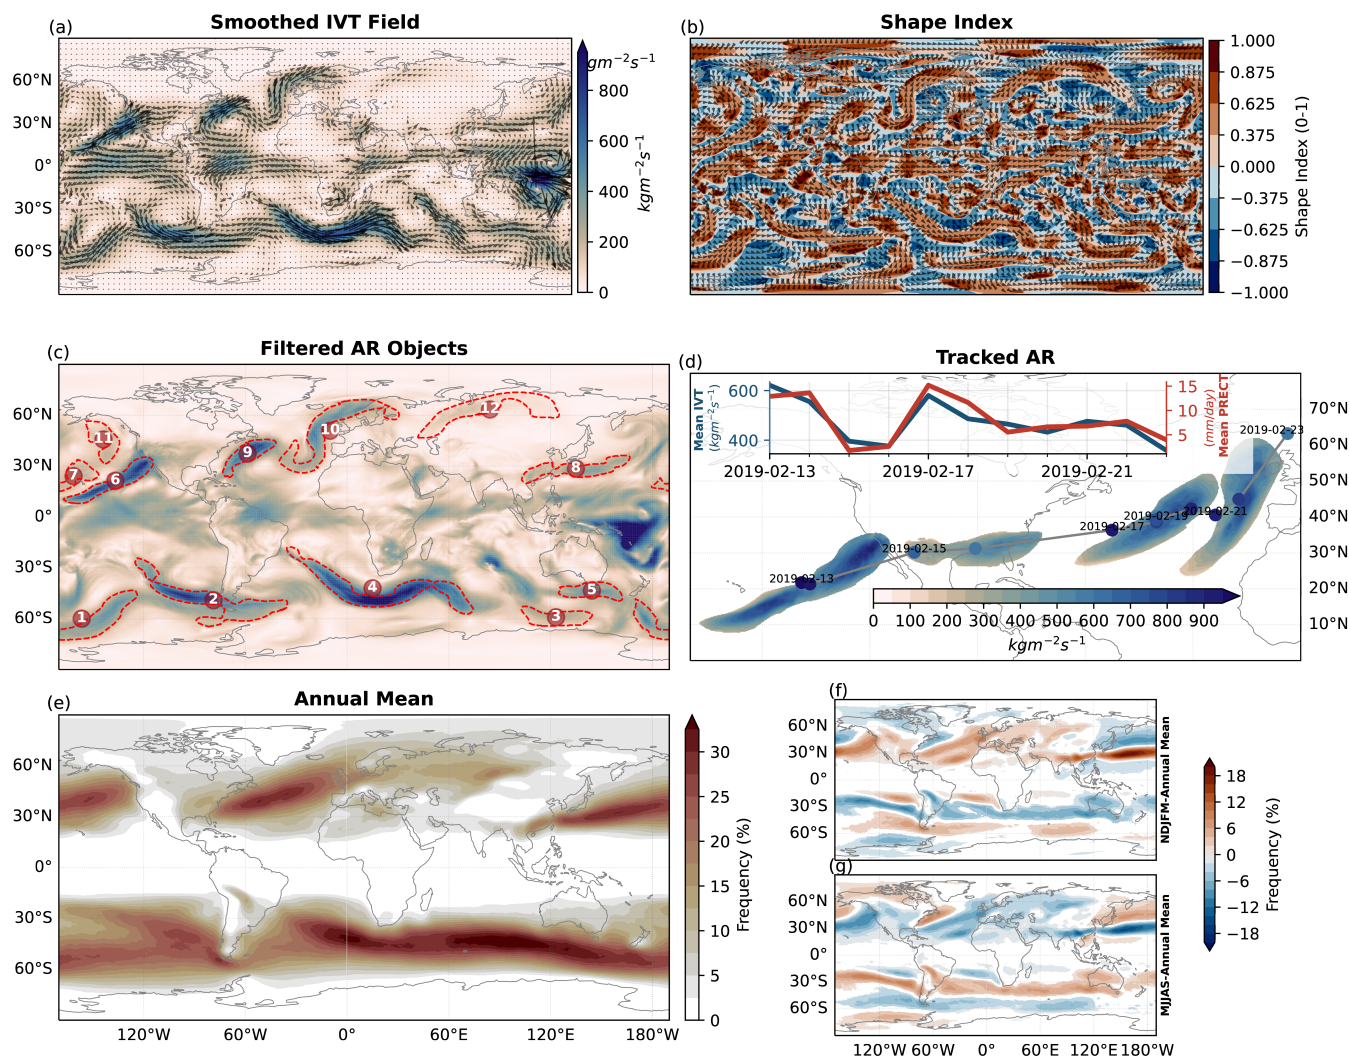 (a)
Smoothed IVT Field
gm−2s−1
60°N
30°N
0°
30°S
60°S
800
600
400
200
0
kgm−2s−1
(b)
Shape Index
1.000
0.875
0.625
0.375
0.000
−0.375
−0.625
−0.875
−1.000
Shape Index (0-1)
(c)
Filtered AR Objects
60°N
30°N
0°
30°S
60°S
12
10
11
9
8
7
6
4
5
2
1
3
(d)
Tracked AR
Mean IVT
(kgm−2s−1)
600
400
15
10
5
(mm/day)
Mean PRECT
2019-02-13
2019-02-17
2019-02-21
2019-02-23
2019-02-21
2019-02-19
2019-02-17
2019-02-15
2019-02-13
70°N
60°N
50°N
40°N
30°N
20°N
10°N
0 100 200 300 400 500 600 700 800 900
kgm−2s−1
(e)
Annual Mean
60°N
30°N
0°
30°S
60°S
120°W 60°W 0° 60°E 120°E 180°W
30
25
20
15
10
5
0
Frequency (%)
(f)
60°N
30°N
0°
30°S
60°S
NDJFM-Annual Mean
(g)
60°N
30°N
0°
30°S
60°S
MJJAS-Annual Mean
120°W 60°W 0° 60°E 120°E 180°W
18
12
6
0
−6
−12
−18
Frequency (%)